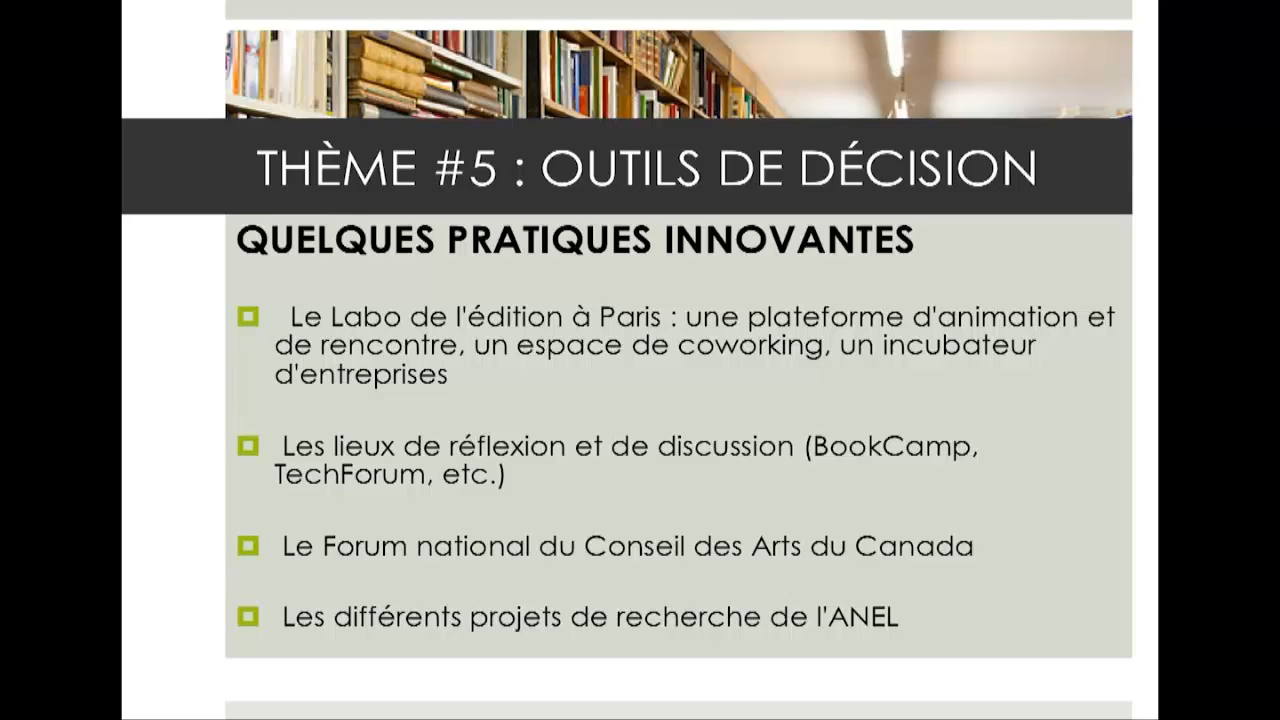 THÈME #5 : OUTILS DE DÉCISION
QUELQUES PRATIQUES INNOVANTES
Le Labo de l'édition à Paris : une plateforme d'animation et
de rencontre, un espace de coworking, un incubateur
d'entreprises
Les lieux de réflexion et de discussion (BookCamp,
TechForum, etc.)
Le Forum national du Conseil des Arts du Canada
Les différents projets de recherche de l'ANEL